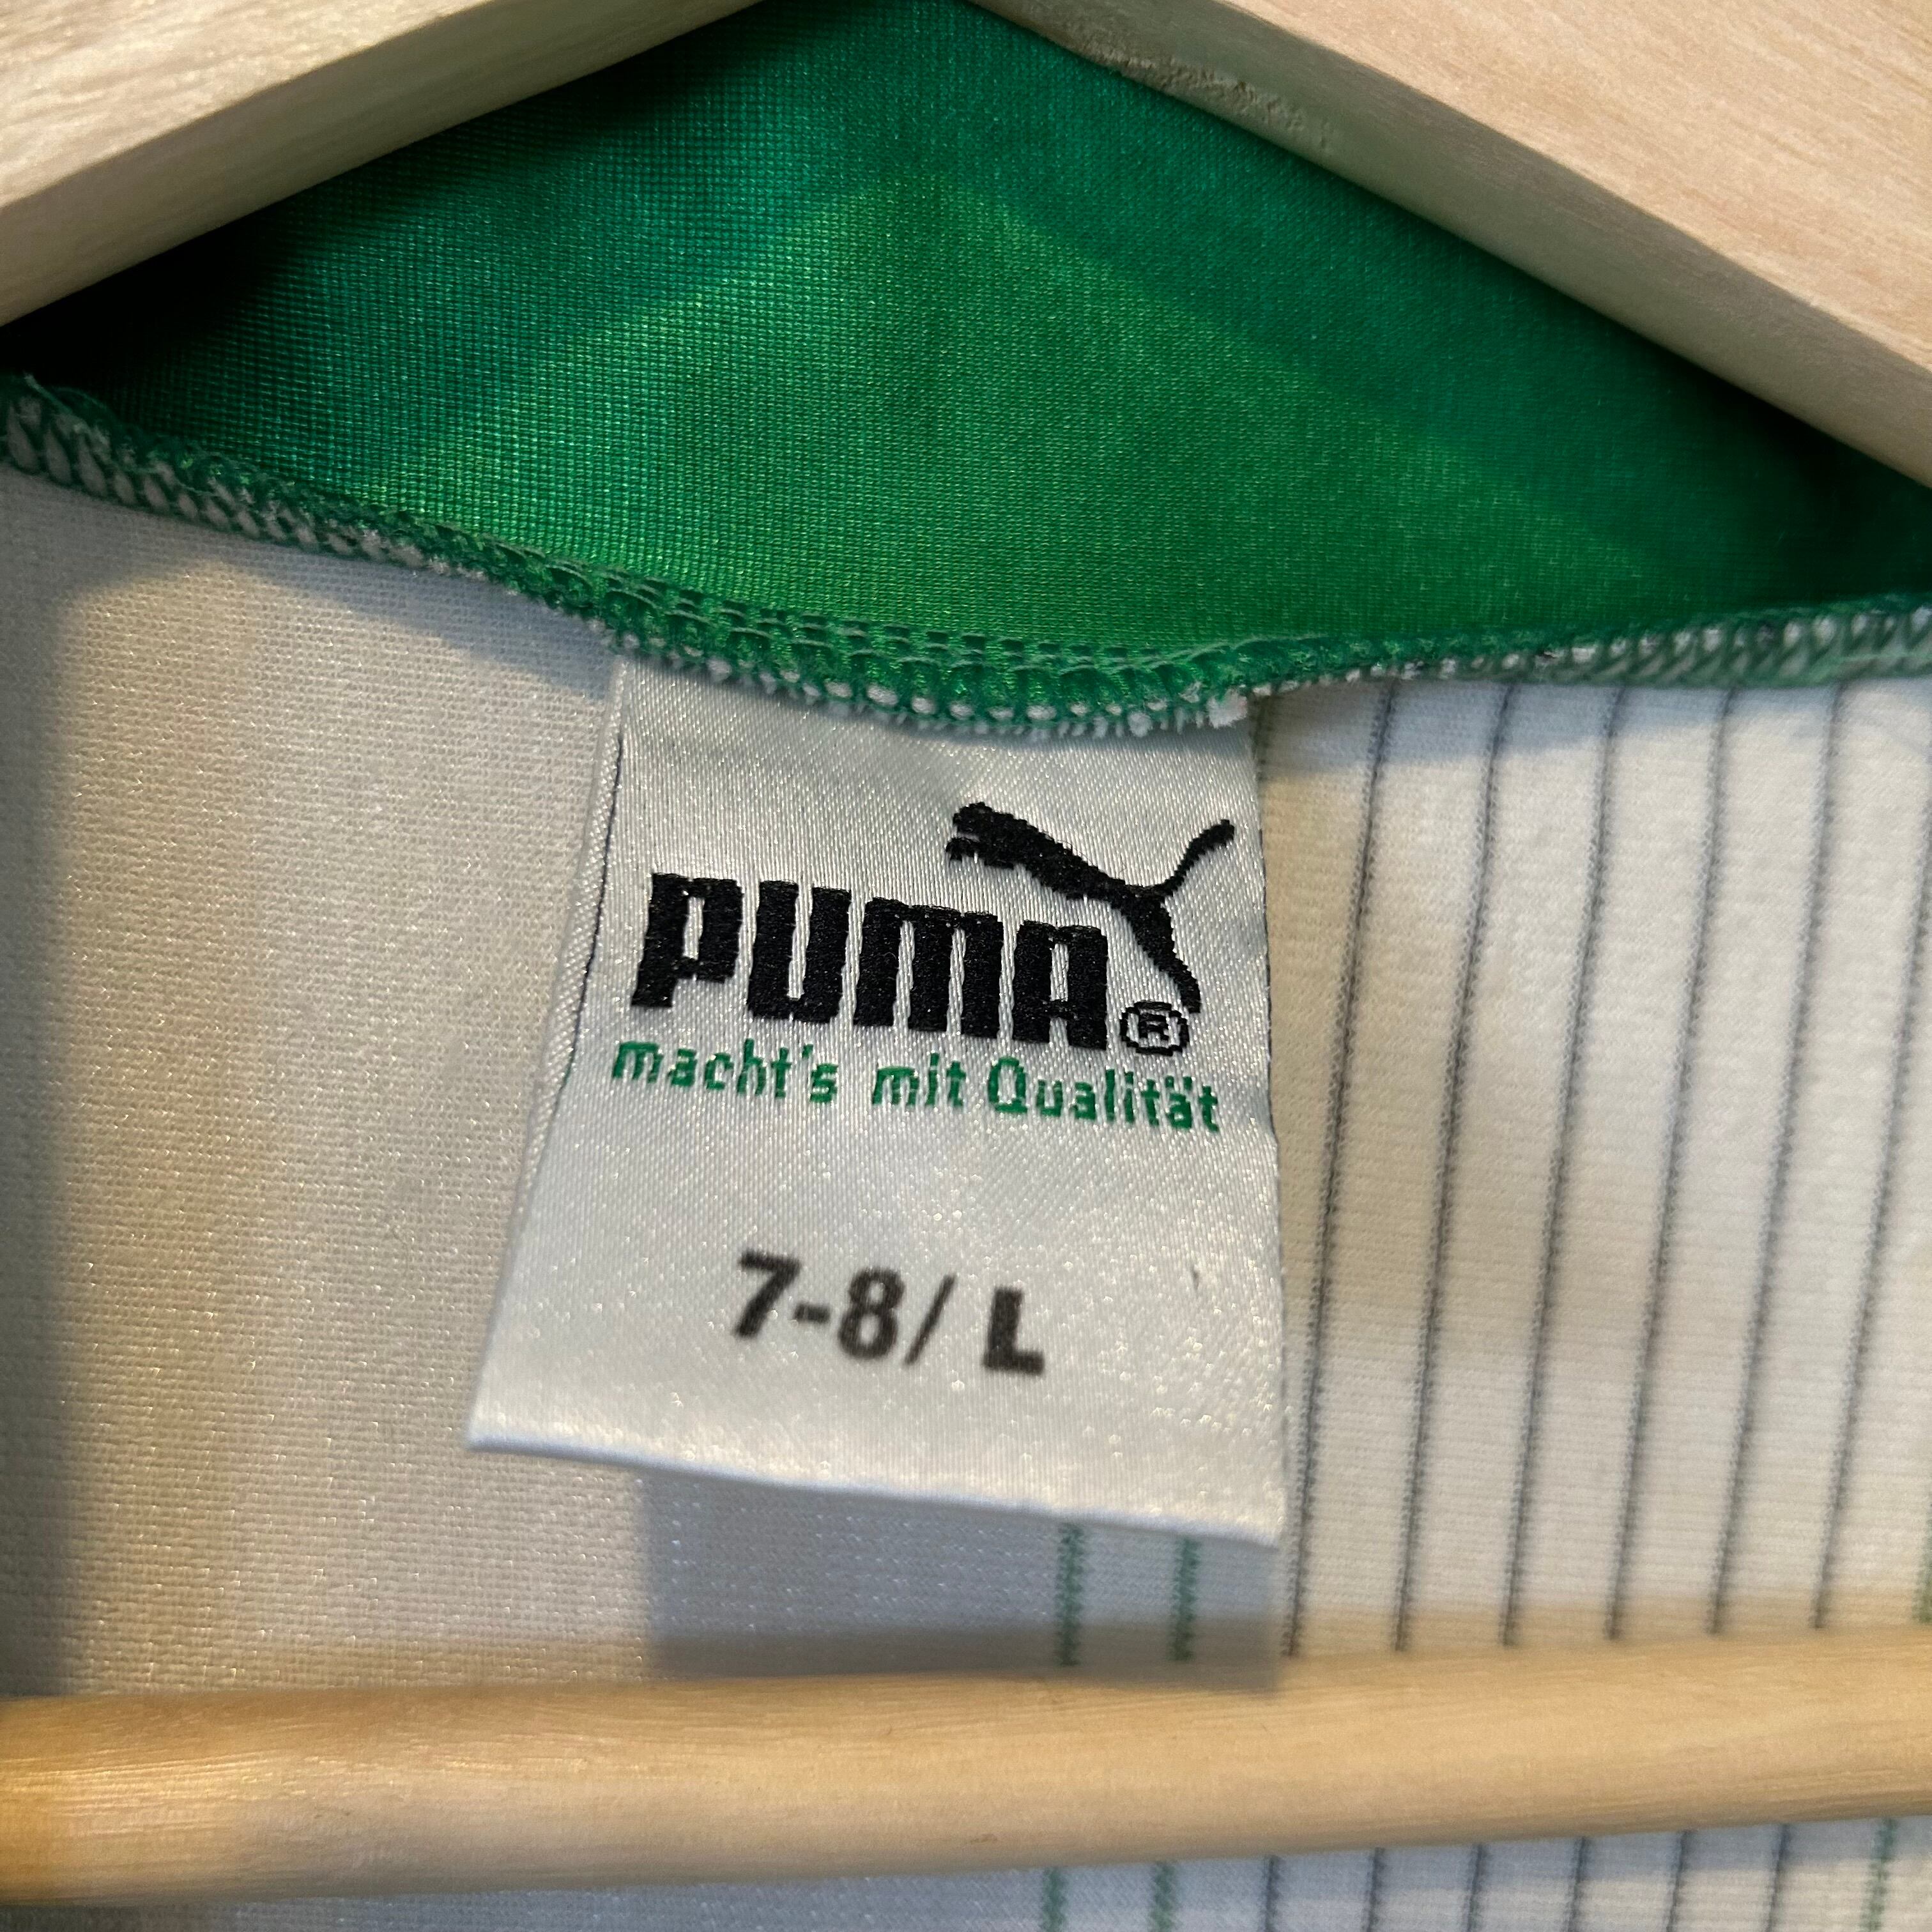 PUMA®
macht's mit Qualität
7-8/ L